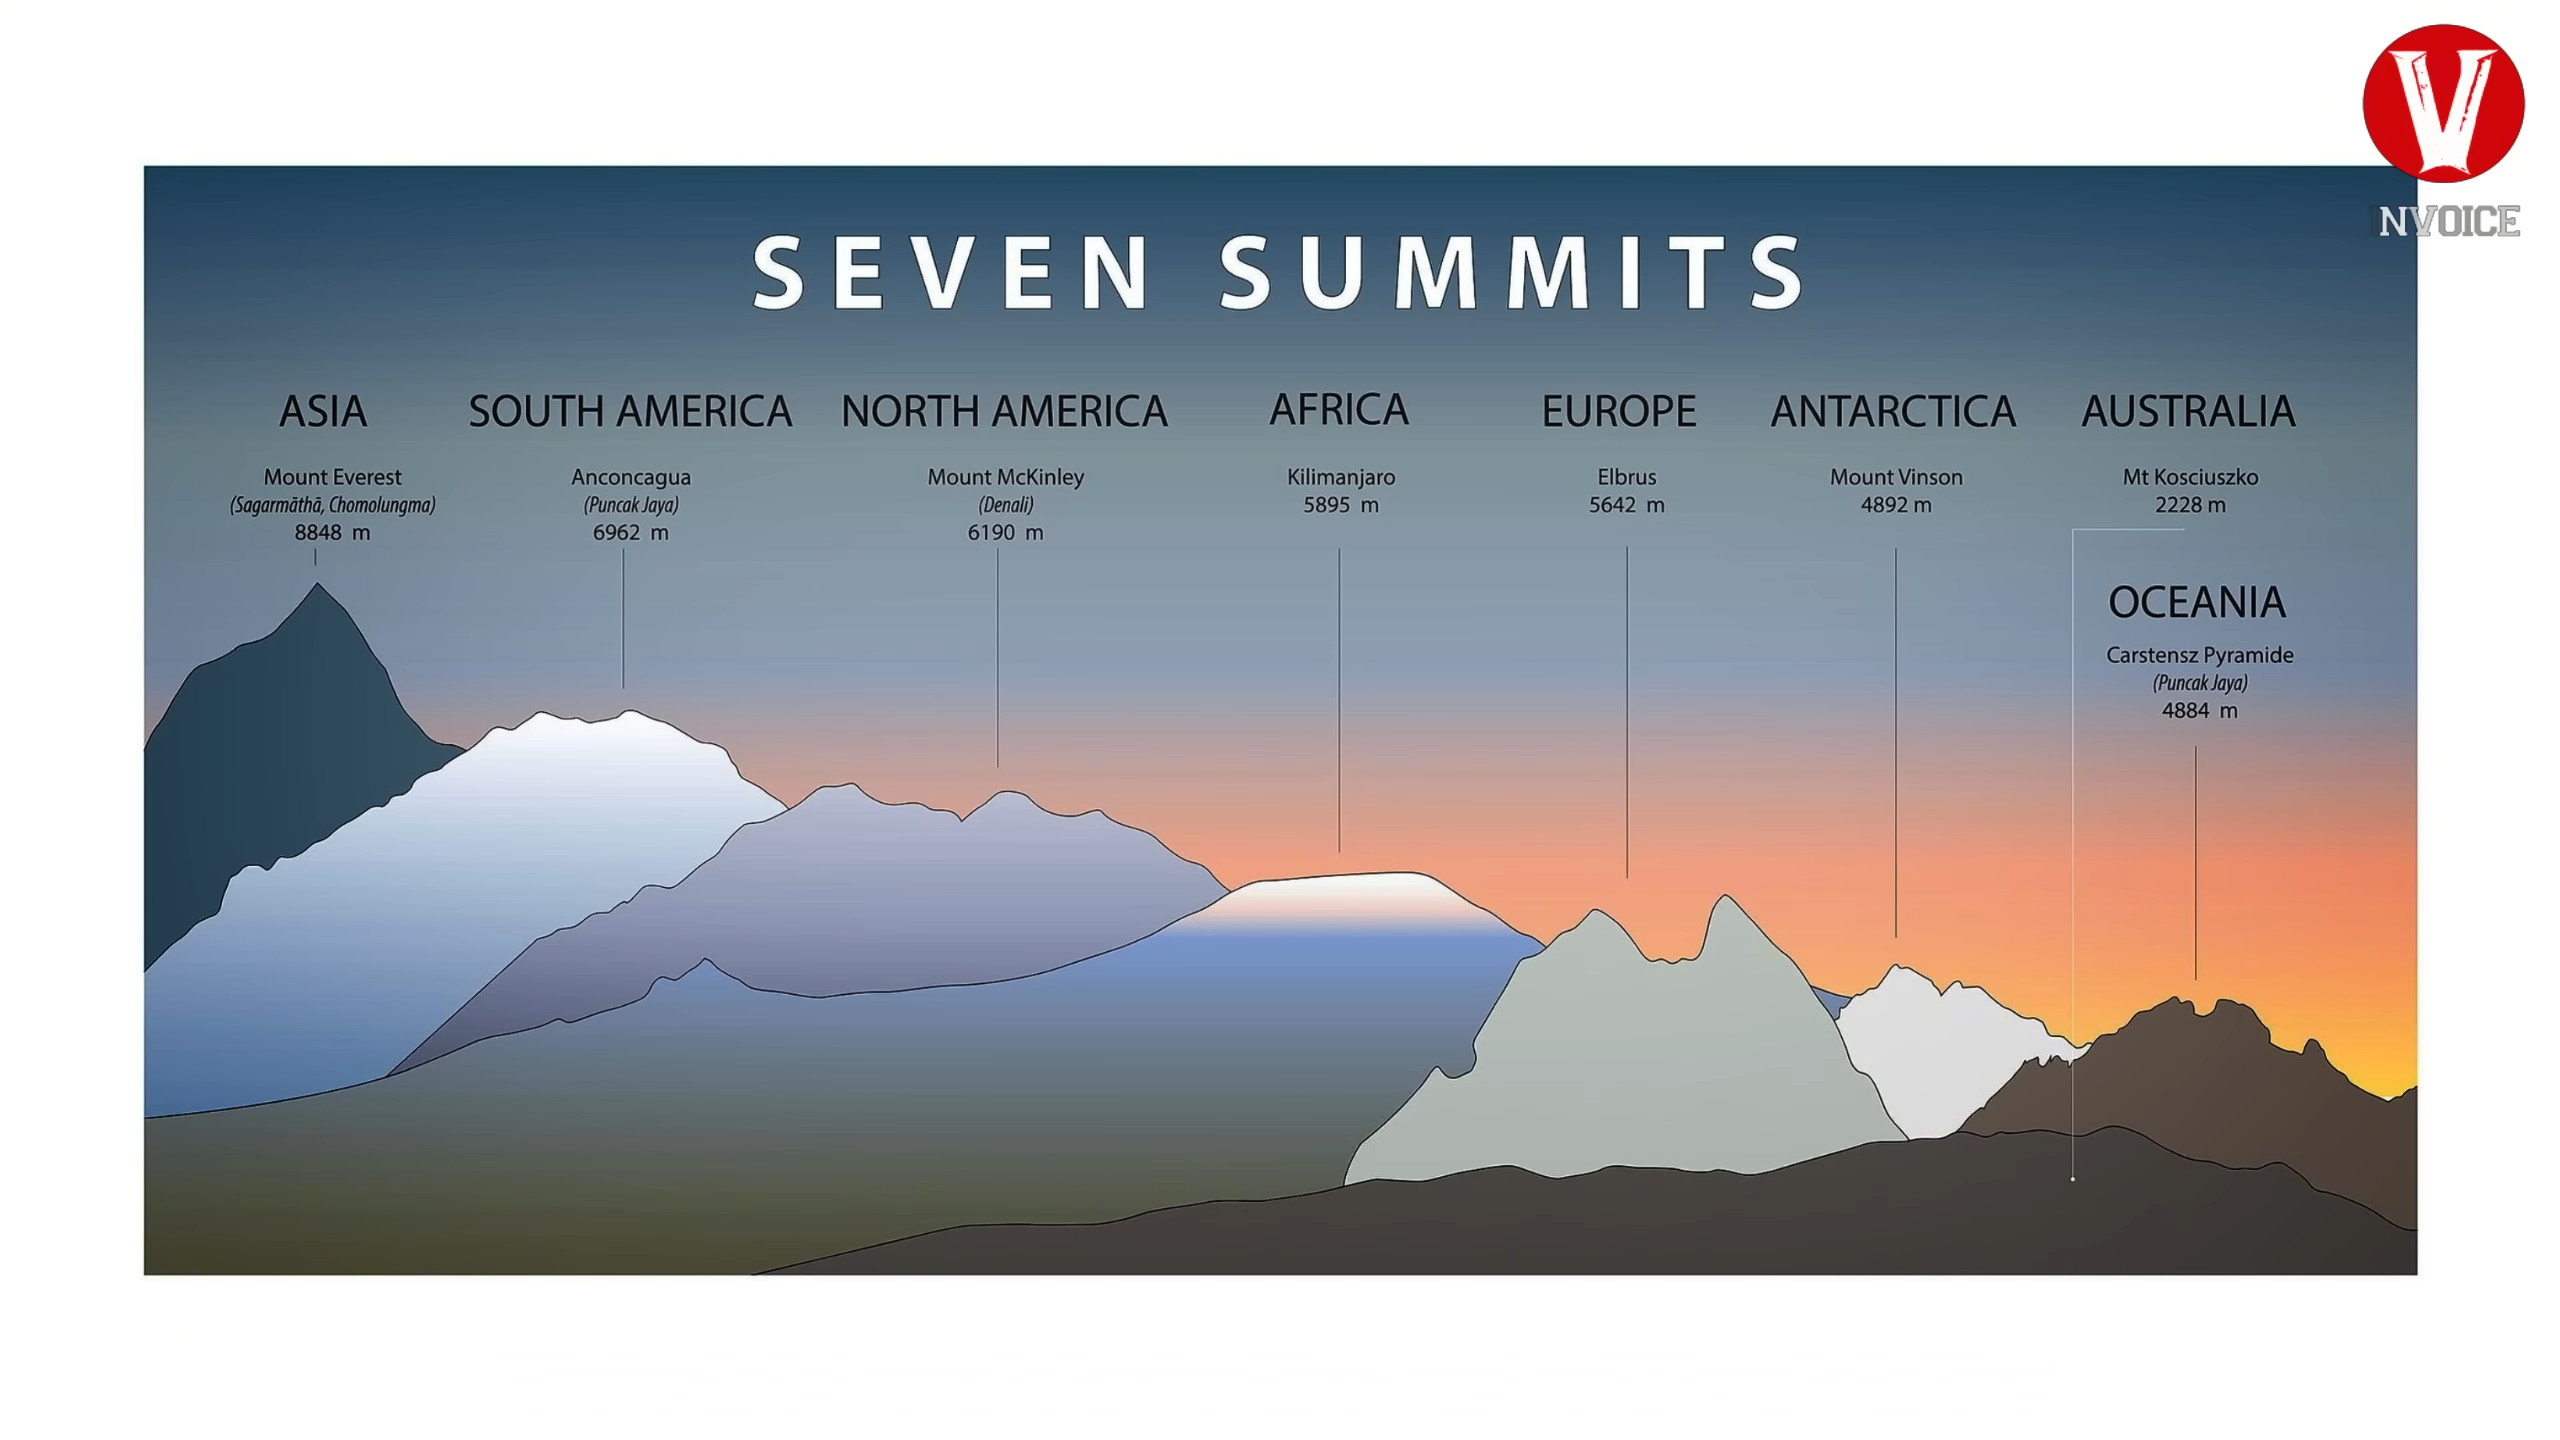 V
INVOICE
SEVEN SUMMITS
ASIA
Mount Everest
(Sagarmāthā, Chomolungma)
8848 m
SOUTH AMERICA
Anconcagua
(Puncak Jaya)
6962 m
NORTH AMERICA
Mount McKinley
(Denali)
6190 m
AFRICA
Kilimanjaro
5895 m
EUROPE
Elbrus
5642 m
ANTARCTICA
Mount Vinson
4892 m
AUSTRALIA
Mt Kosciuszko
2228 m
OCEANIA
Carstensz Pyramide
(Puncak Jaya)
4884 m